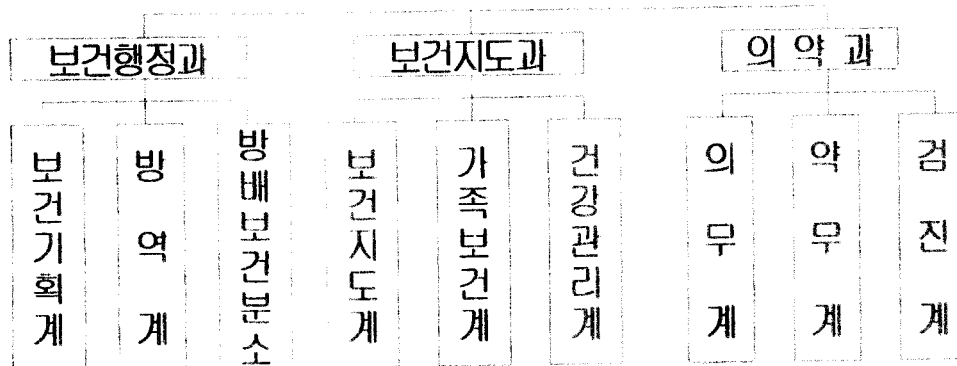 보건행정과
보건지도과
의약과
보건기획계
방역계
방배보건분소
보건지도계
가족보건계
건강관리계
의무계
약무계
검진계